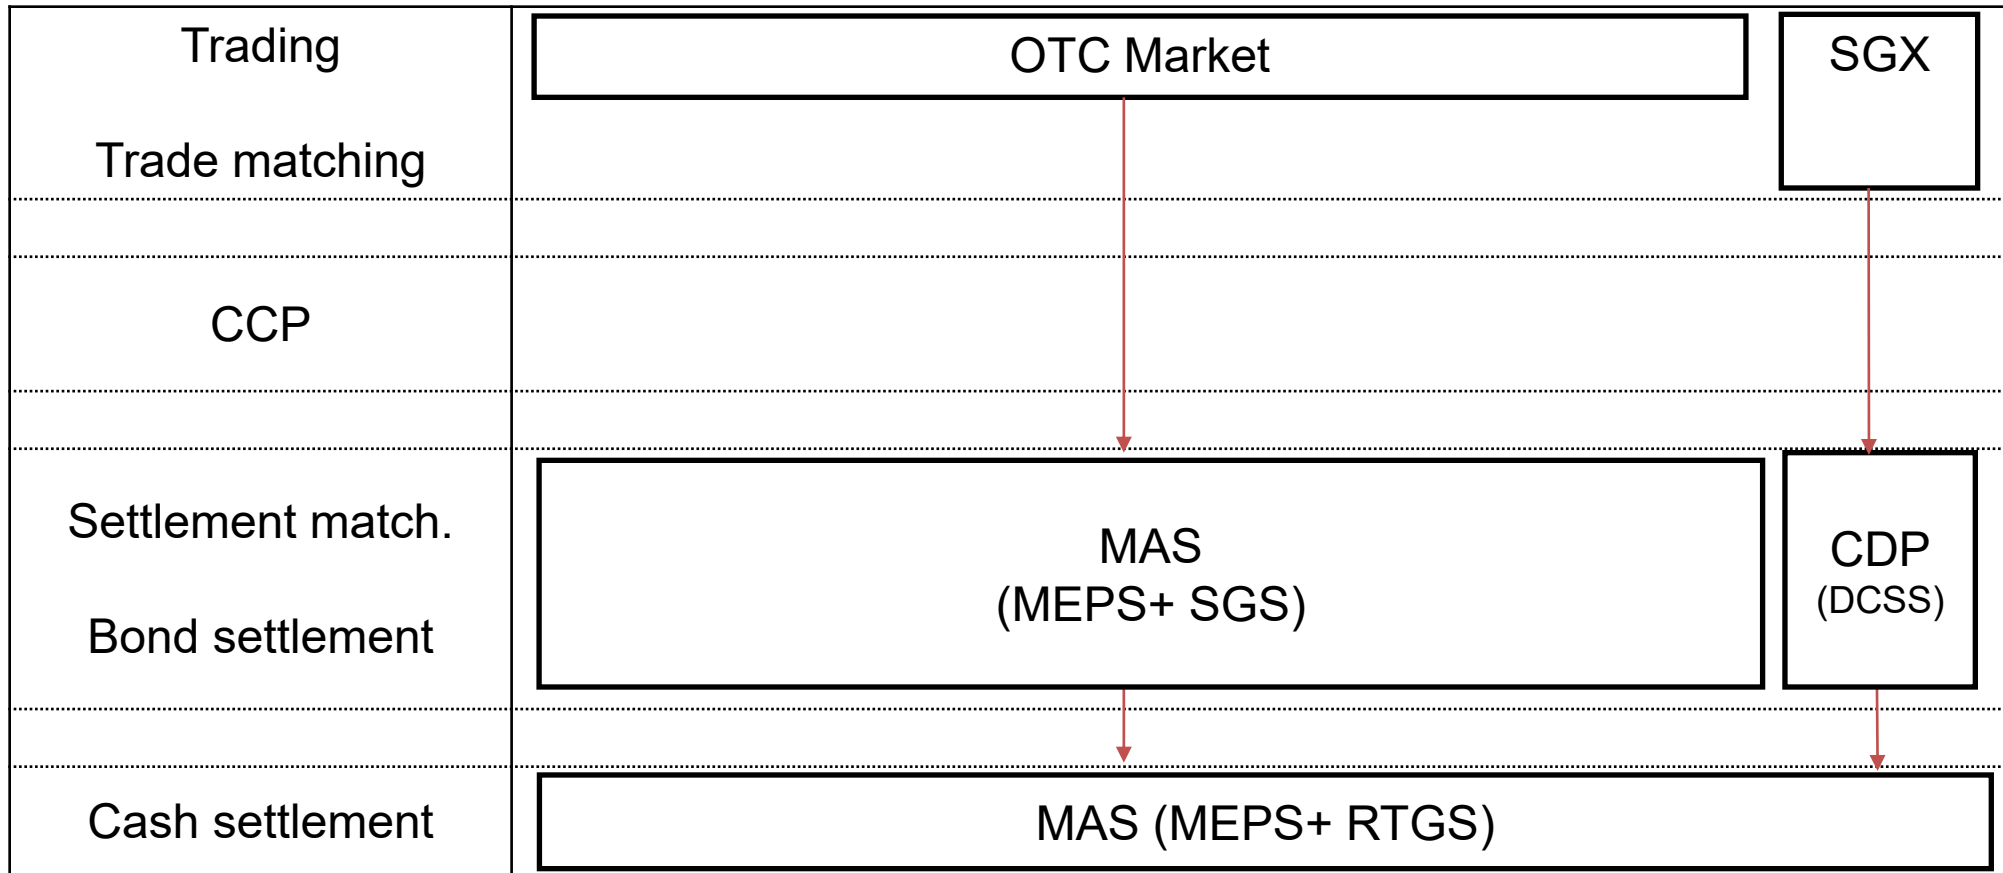 Trading
OTC Market
SGX
Trade matching
CCP
Settlement match.
Bond settlement
MAS
(MEPS+ SGS)
CDP
(DCSS)
Cash settlement
MAS (MEPS+ RTGS)